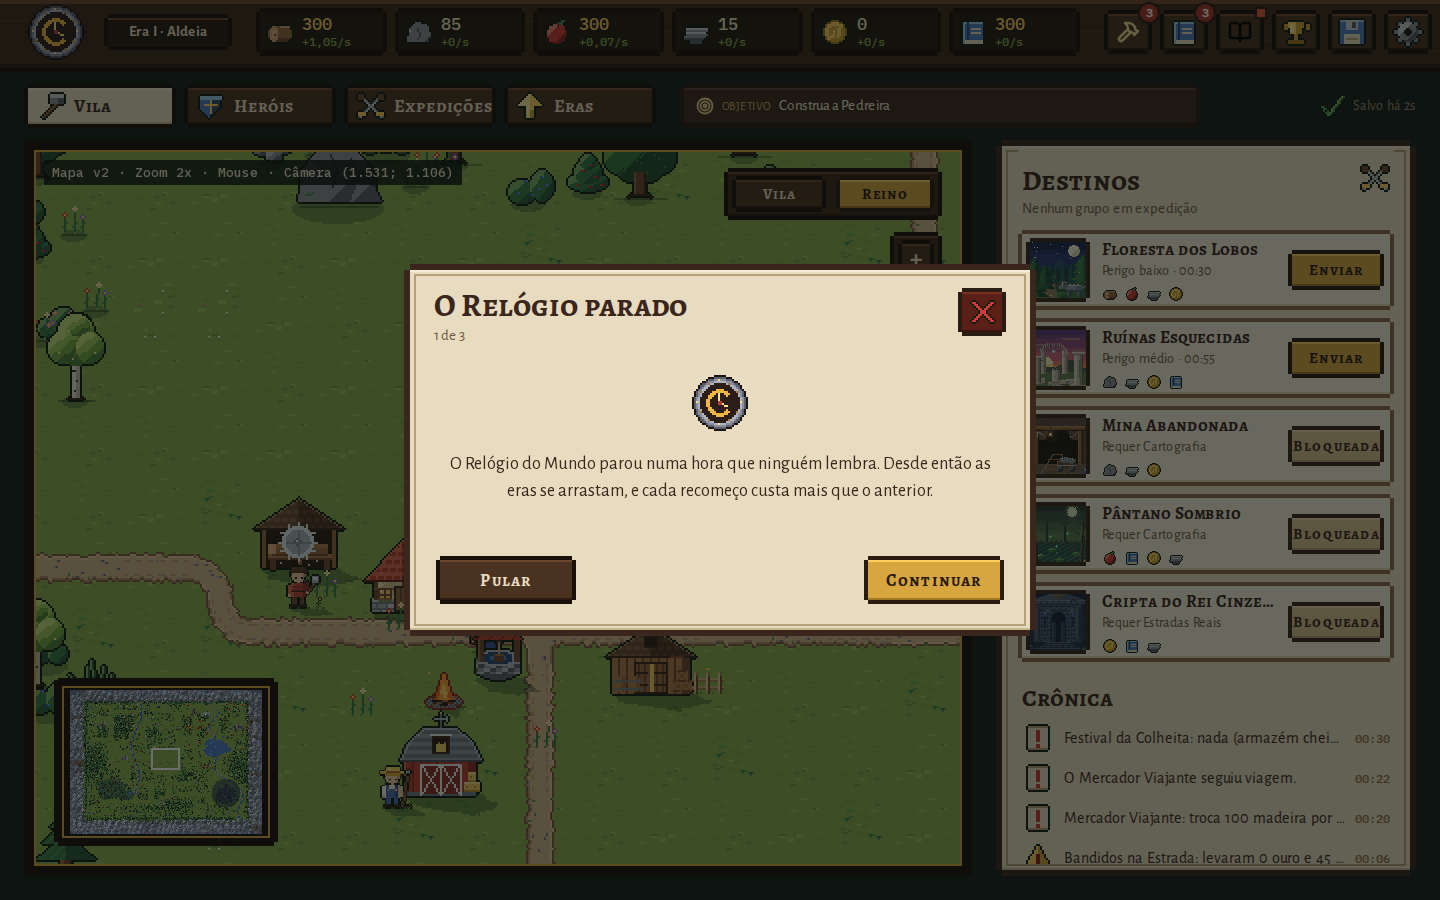 Era I · Aldeia
300
+1,05/s
85
+0/s
300
+0,07/s
15
+0/s
0
+0/s
300
+0/s
3
3
Vila
Heróis
Expedições
Eras
OBJETIVO Construa a Pedreira
Salvo há 2s
Mapa v2 · Zoom 2x · Mouse · Câmera (1.531; 1.106)
Vila
Reino
+
O Relógio parado
1 de 3
O Relógio do Mundo parou numa hora que ninguém lembra. Desde então as
eras se arrastam, e cada recomeço custa mais que o anterior.
Pular
Continuar
Destinos
Nenhum grupo em expedição
Floresta dos Lobos
Perigo baixo · 00:30
Enviar
Ruínas Esquecidas
Perigo médio · 00:55
Enviar
Mina Abandonada
Requer Cartografia
Bloqueada
Pântano Sombrio
Requer Cartografia
Bloqueada
Cripta do Rei Cinze...
Requer Estradas Reais
Bloqueada
Crônica
Festival da Colheita: nada (armazém chei... 00:30
O Mercador Viajante seguiu viagem. 00:22
Mercador Viajante: troca 100 madeira por ... 00:20
Bandidos na Estrada: levaram 0 ouro e 45 ... 00:06